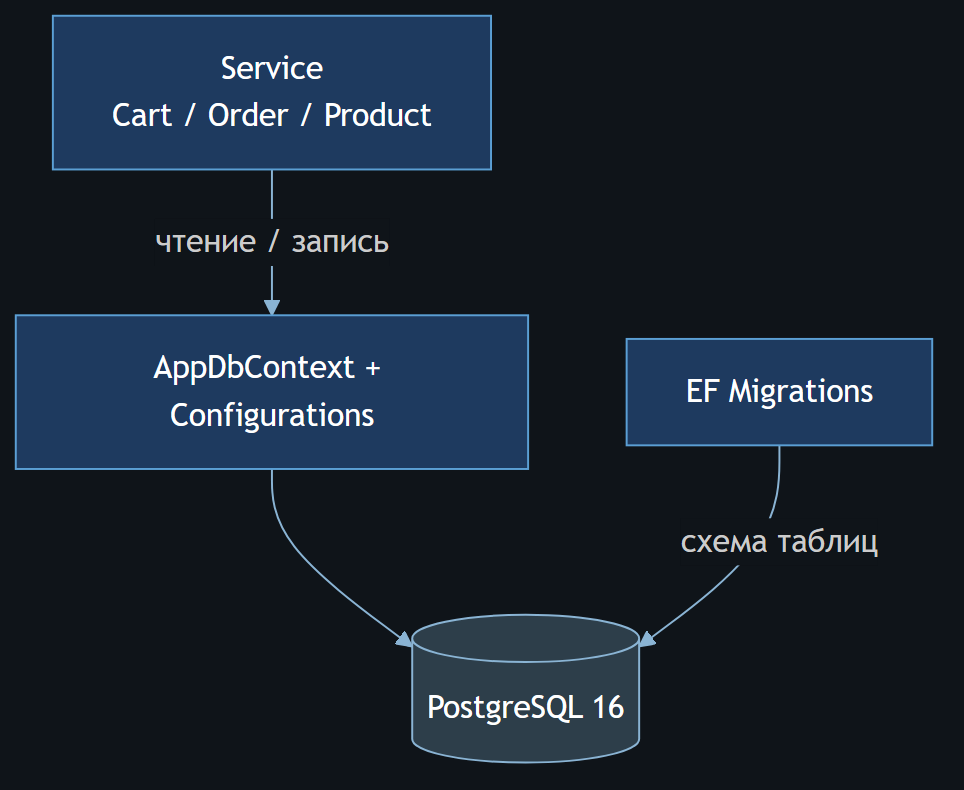 Service
Cart / Order / Product
чтение / запись
AppDbContext +
Configurations
EF Migrations
схема таблиц
PostgreSQL 16